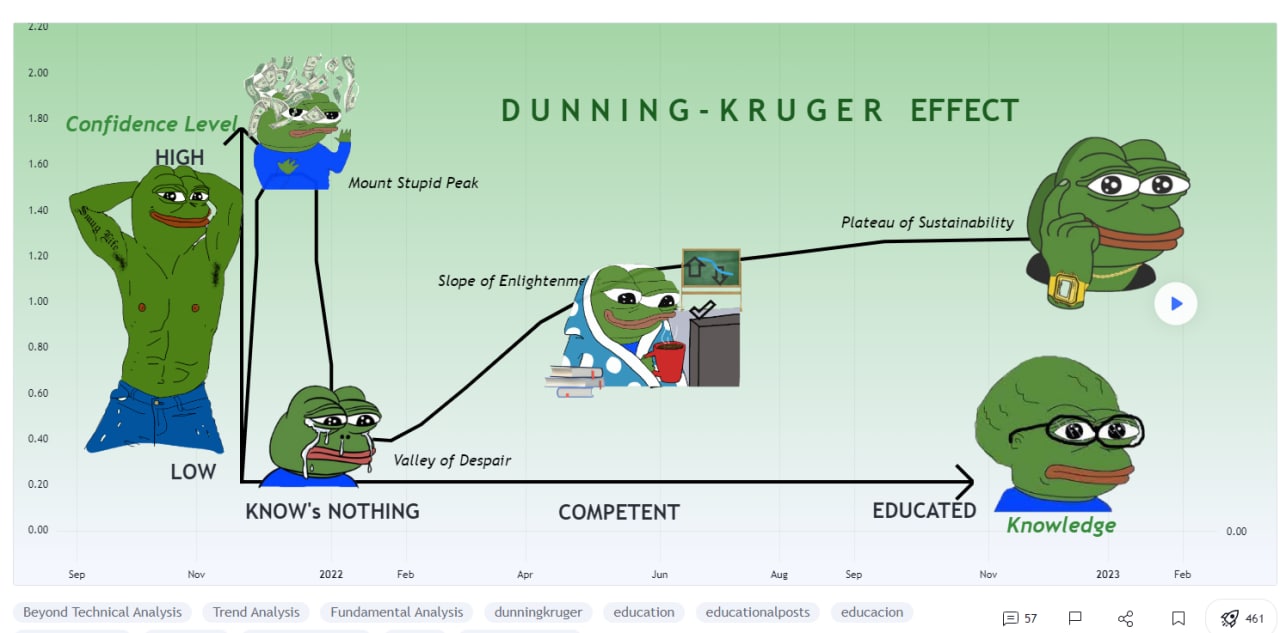 2.20
2.00
1.80
1.60
1.40
1.20
1.00
0.80
0.60
0.40
0.20
0.00
DUNNING-KRUGER EFFECT
Confidence Level
HIGH
Smug Life
Mount Stupid Peak
Plateau of Sustainability
Slope of Enlightenme
Valley of Despair
LOW
KNOW's NOTHING
COMPETENT
EDUCATED
Knowledge
0.00
Sep Nov 2022 Feb Apr Jun Aug Sep Nov 2023 Feb
Beyond Technical Analysis Trend Analysis Fundamental Analysis dunningkruger education educationalposts educacion 57 461